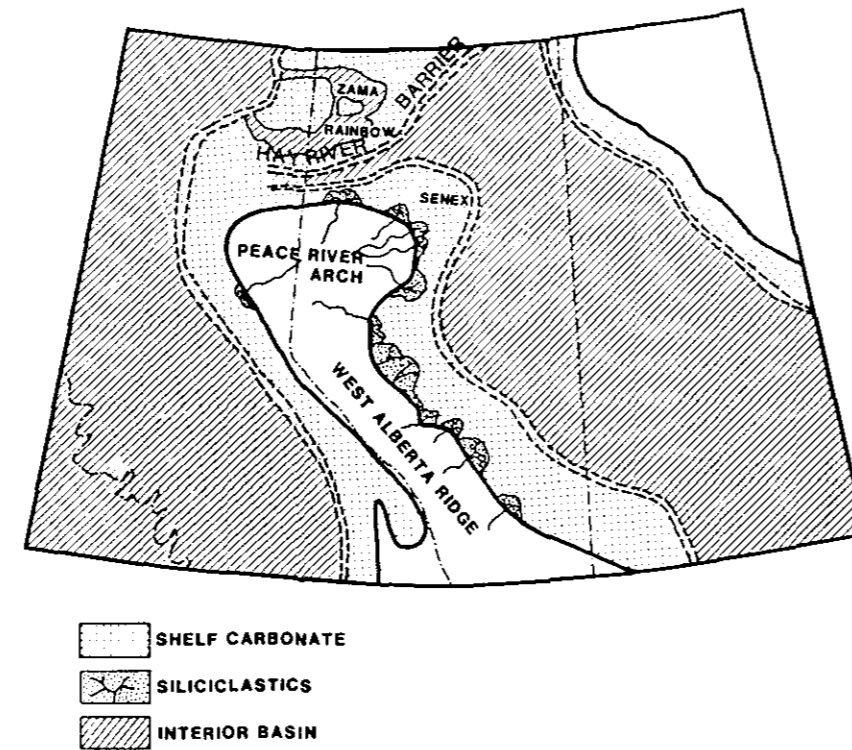 BARRIER
ZAMA
RAINBOW
HAY RIVER
SENEX
PEACE RIVER
ARCH
WEST ALBERTA RIDGE
SHELF CARBONATE
SILICICLASTICS
INTERIOR BASIN